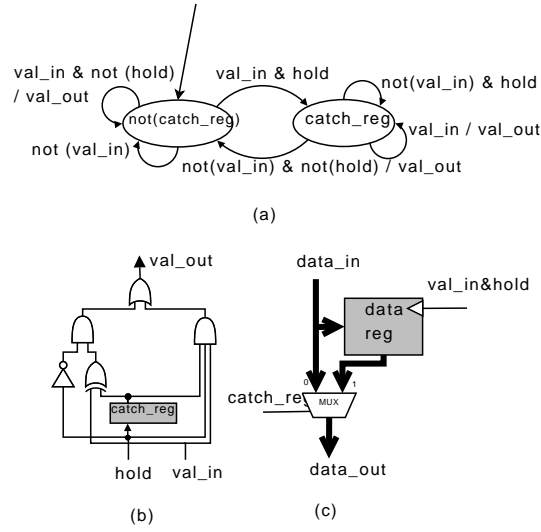 val_in & not (hold)
/ val_out
val_in & hold
not(val_in) & hold
not(catch_reg)
catch_reg
val_in / val_out
not (val_in)
not(val_in) & not(hold) / val_out
(a)
val_out
catch_reg
hold
val_in
(b)
data_in
val_in&hold
data
reg
0
1
catch_reg
MUX
data_out
(c)